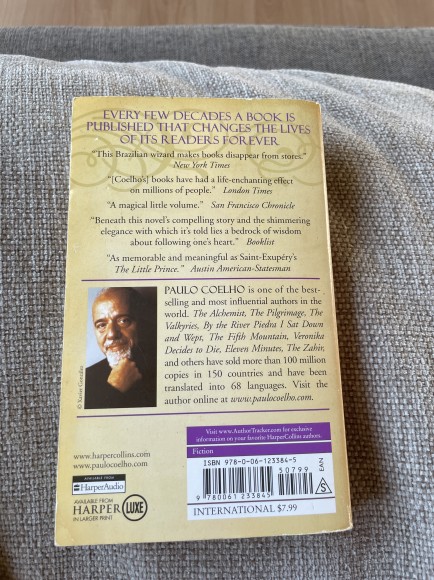 EVERY FEW DECADES A BOOK IS
PUBLISHED THAT CHANGES THE LIVES
OF ITS READERS FOREVER
“This Brazilian wizard makes books disappear from stores.”
New York Times
“[Coelho's] books have had a life-enchanting effect
on millions of people.” London Times
“A magical little volume.” San Francisco Chronicle
“Beneath this novel's compelling story and the shimmering
elegance with which it's told lies a bedrock of wisdom
about following one's heart.” Booklist
“As memorable and meaningful as Saint-Exupéry's
The Little Prince.” Austin American-Statesman
PAULO COELHO is one of the best-
selling and most influential authors in the
world. The Alchemist, The Pilgrimage, The
Valkyries, By the River Piedra I Sat Down
and Wept, The Fifth Mountain, Veronika
Decides to Die, Eleven Minutes, The Zahir,
and others have sold more than 100 million
copies in 150 countries and have been
translated into 68 languages. Visit the
author online at www.paulocoelho.com.
© Xavier González
Visit www.AuthorTracker.com for exclusive
information on your favorite HarperCollins authors.
Fiction
www.harpercollins.com
www.paulocoelho.com
AVAILABLE FROM
HarperAudio
AVAILABLE FROM
HARPER LUXE
IN LARGER PRINT
ISBN 978-0-06-123384-5
50799
EAN
S
9 780061 233845
INTERNATIONAL $7.99